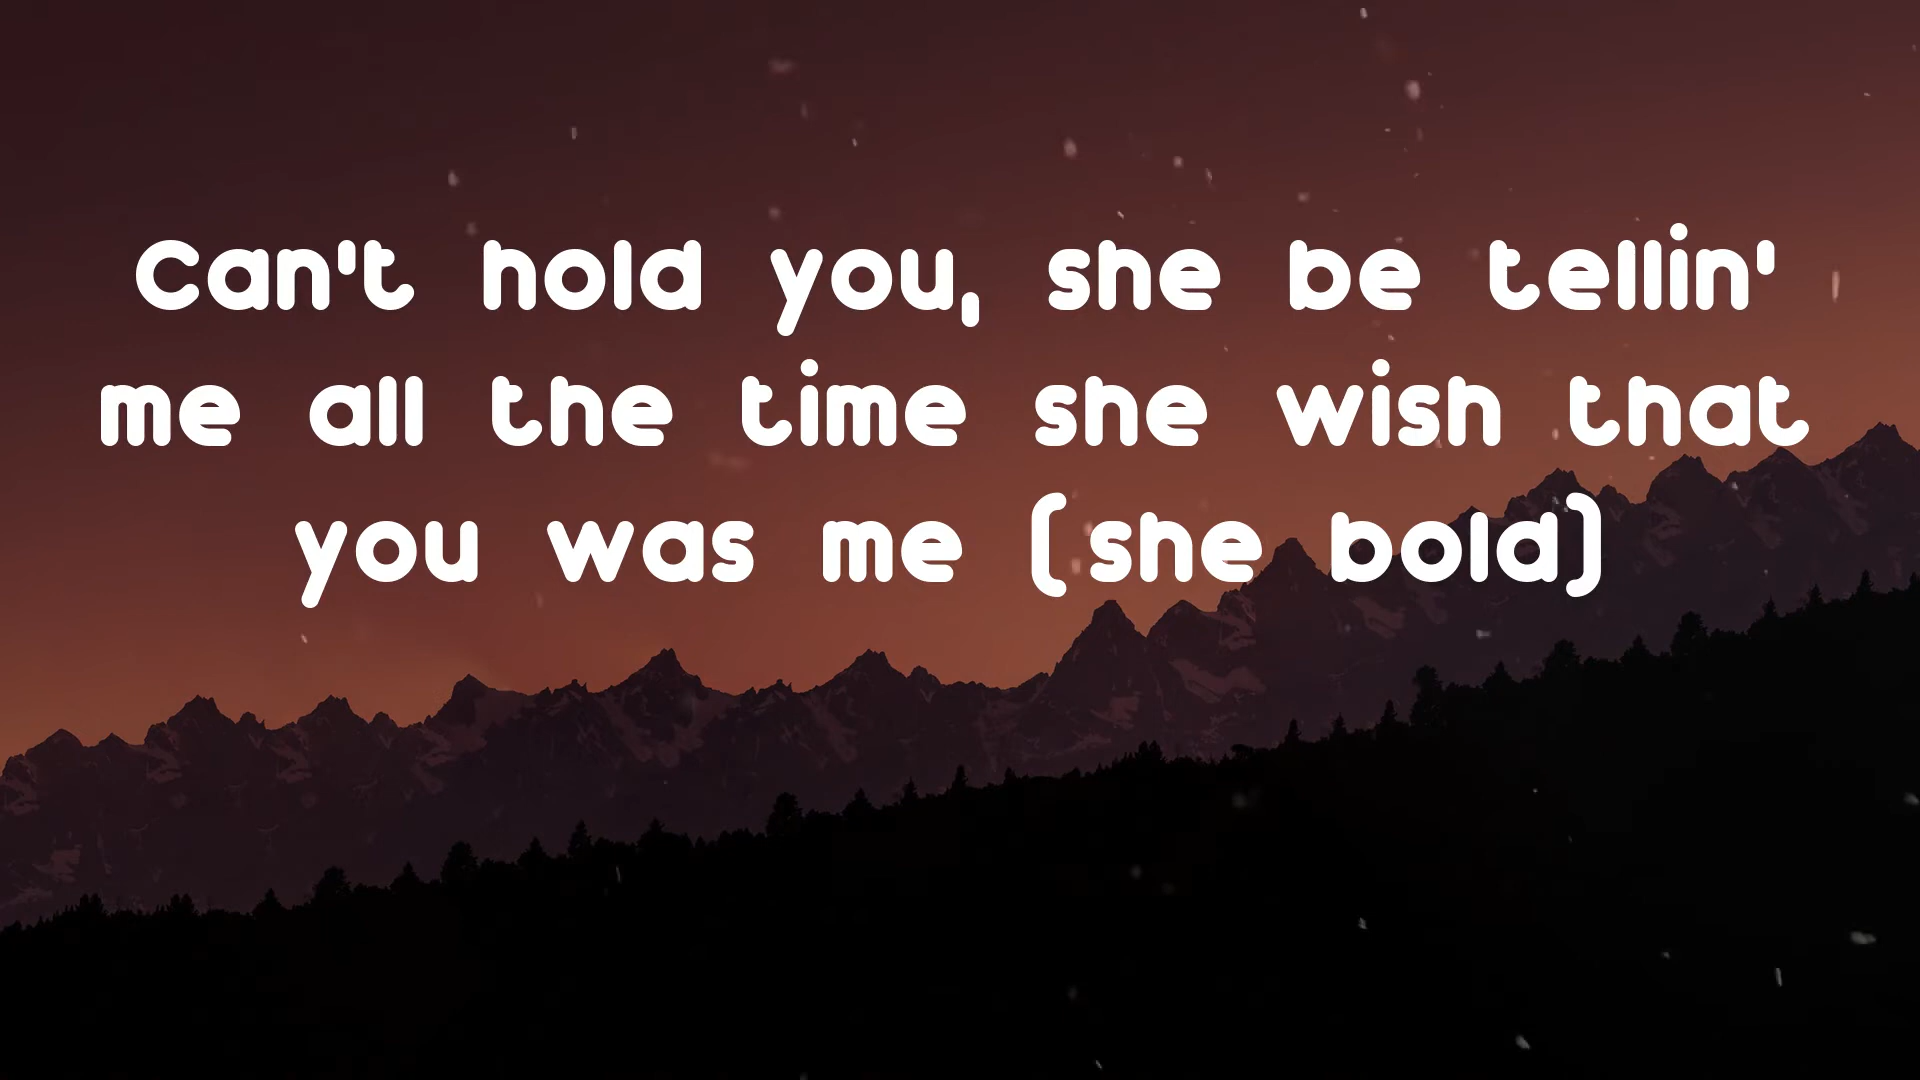 Can't hold you, she be tellin'
me all the time she wish that
you was me (she bold)